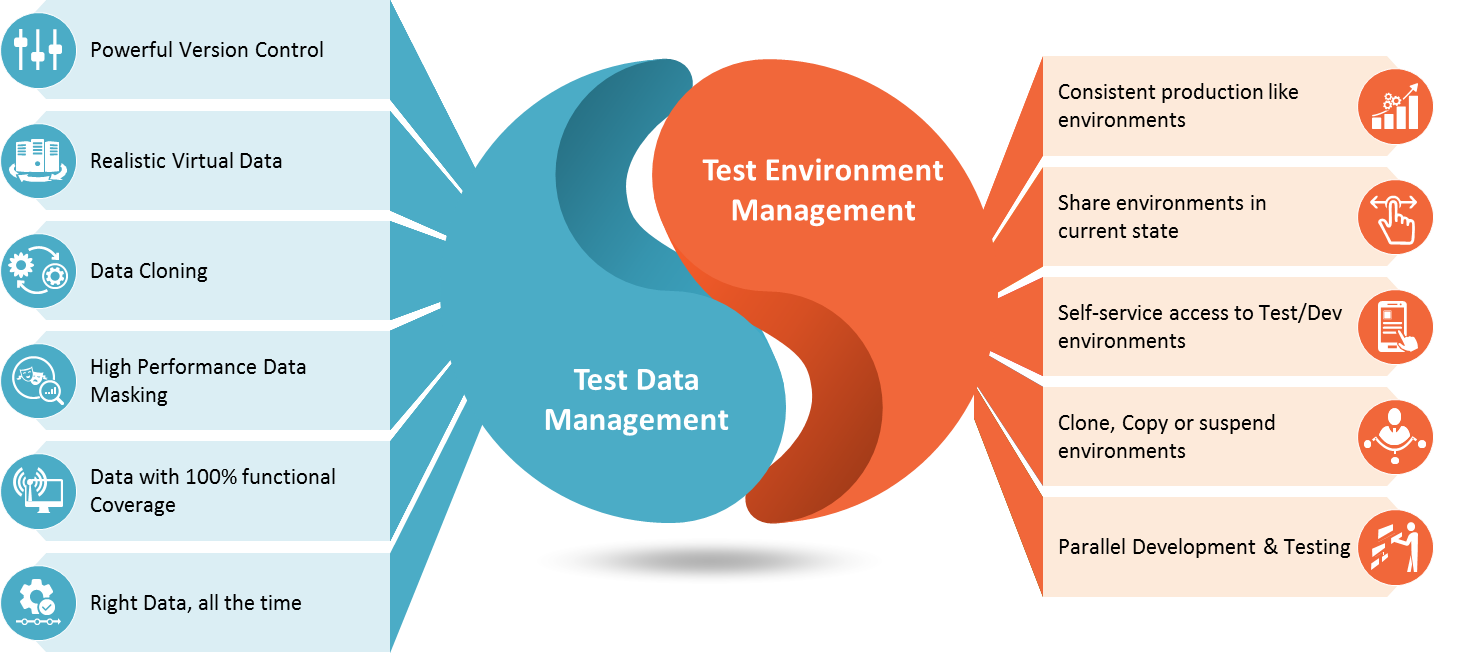 Powerful Version Control
Realistic Virtual Data
Data Cloning
High Performance Data
Masking
Data with 100% functional
Coverage
Right Data, all the time
Test Data
Management
Test Environment
Management
Consistent production like
environments
Share environments in
current state
Self-service access to Test/Dev
environments
Clone, Copy or suspend
environments
Parallel Development & Testing